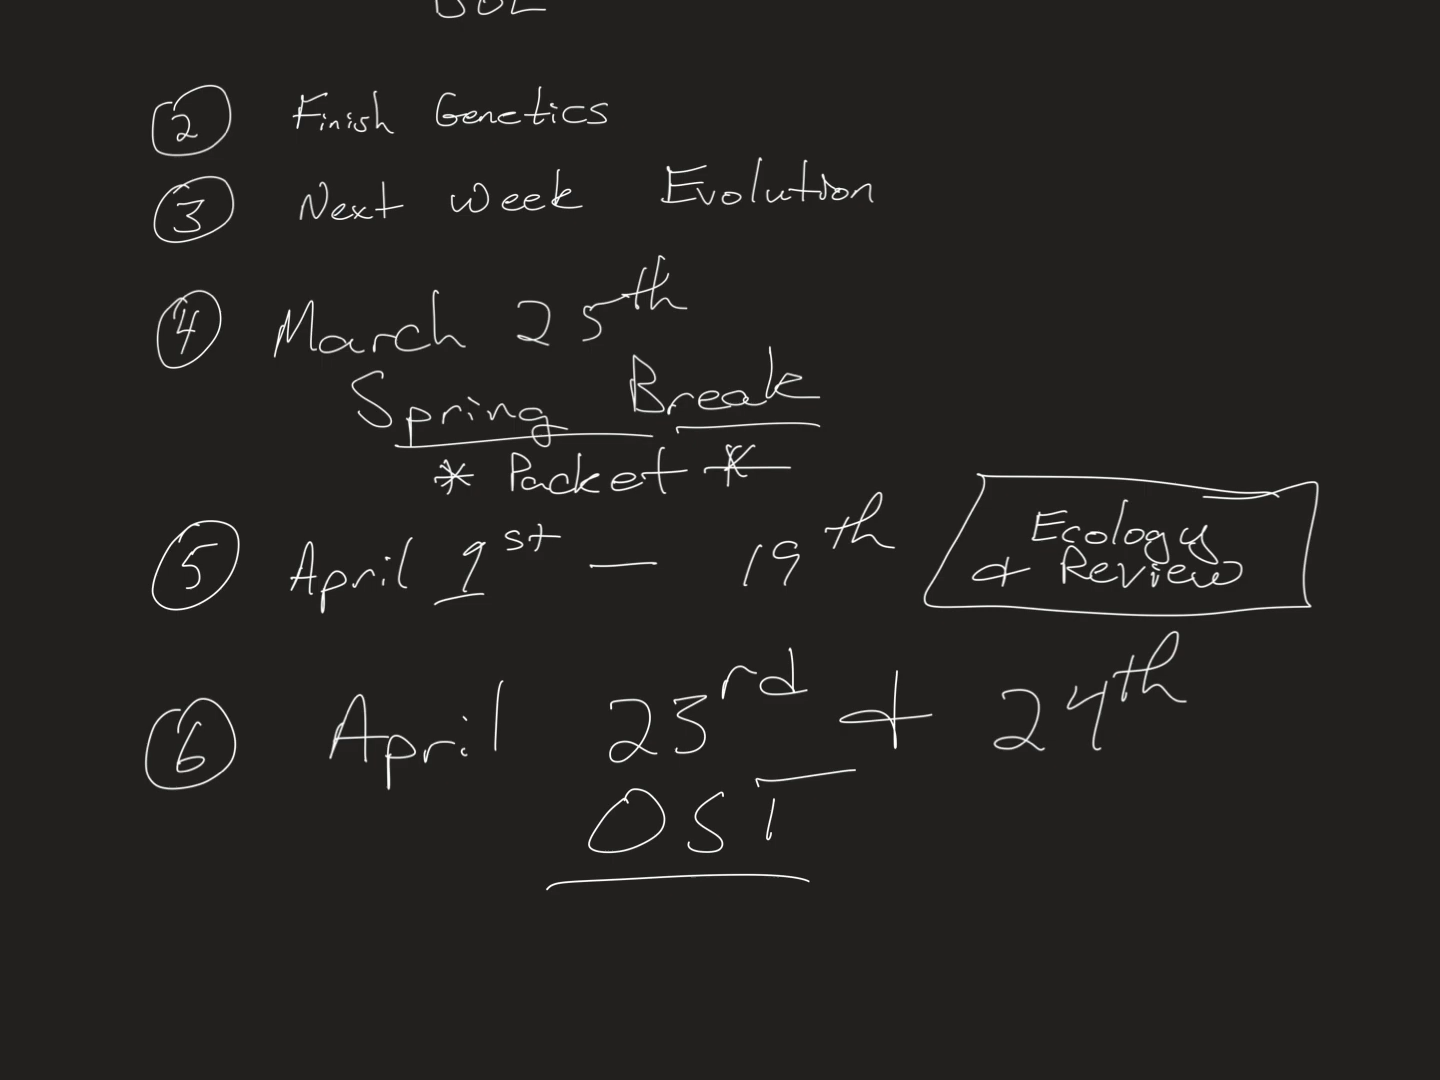 2 Finish Genetics
3 Next week Evolution
4 March 25th
Spring Break
* Packet *
5 April 1st — 19th
Ecology
+ Review
6 April 23rd + 24th
OST